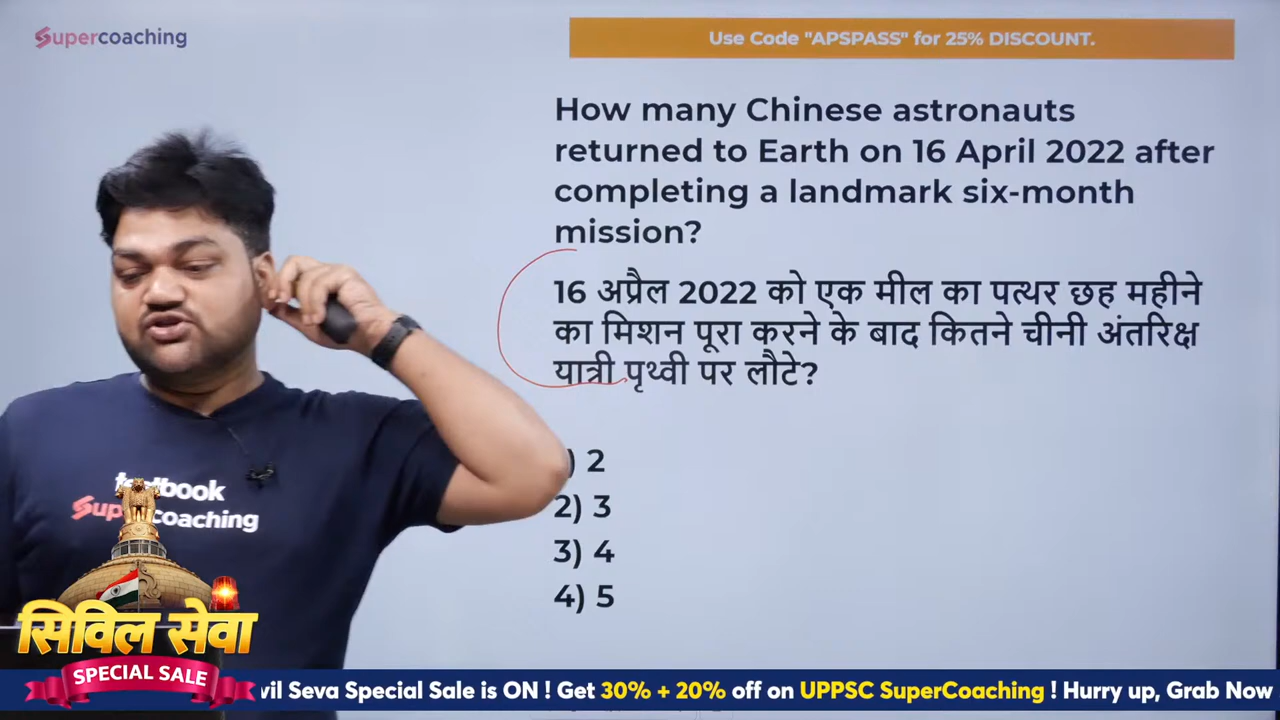 Supercoaching
Use Code "APSPASS" for 25% DISCOUNT.
How many Chinese astronauts
returned to Earth on 16 April 2022 after
completing a landmark six-month
mission?
16 अप्रैल 2022 को एक मील का पत्थर छह महीने
का मिशन पूरा करने के बाद कितने चीनी अंतरिक्ष
यात्री पृथ्वी पर लौटे?
) 2
2) 3
3) 4
4) 5
coaching
सिविल सेवा
SPECIAL SALE
vil Seva Special Sale is ON ! Get 30% + 20% off on UPPSC SuperCoaching ! Hurry up, Grab Now